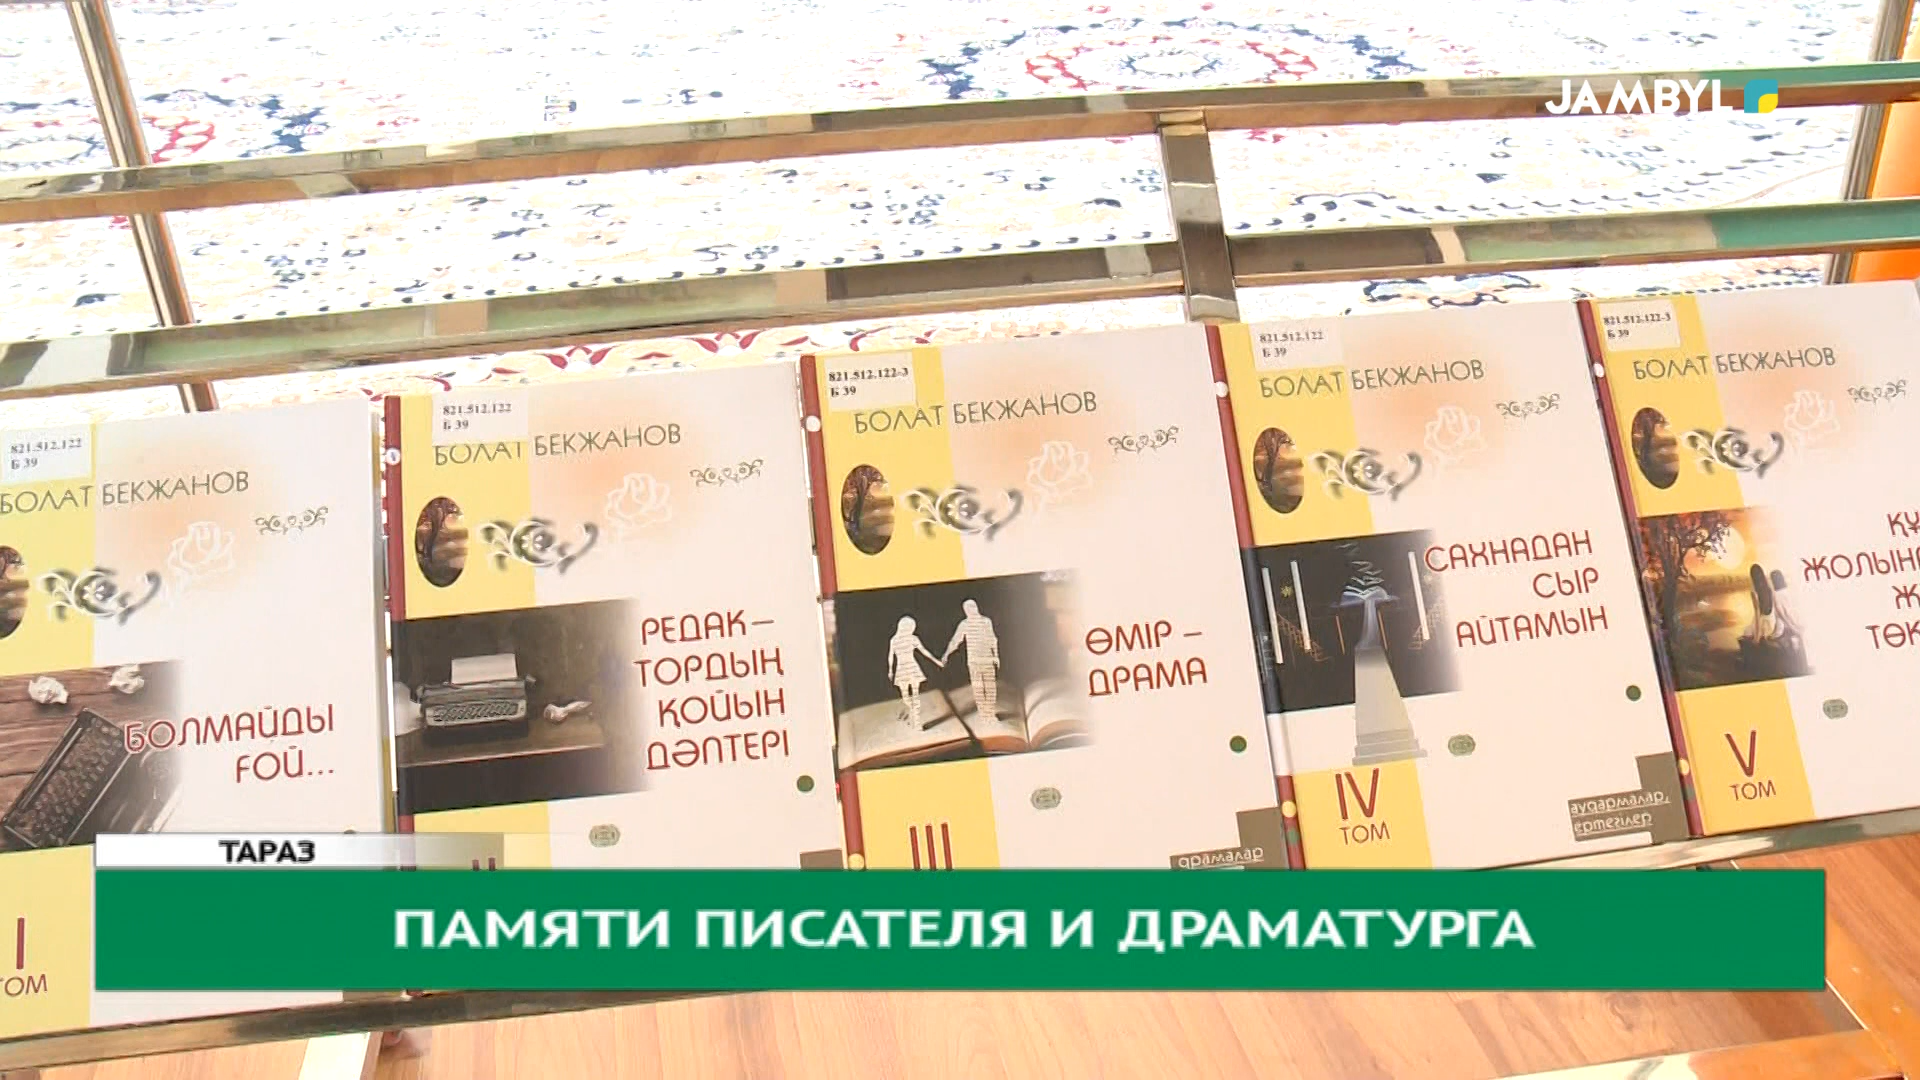 JAMBYL
821.512.122
Б 39
БОЛАТ БЕКЖАНОВ
БОЛМАЙДЫ
ҒОЙ...
I
ТОМ
821.512.122
Б 39
БОЛАТ БЕКЖАНОВ
РЕДАК–
ТОРДЫҢ
ҚОЙЫН
ДӘПТЕРІ
II
821.512.122-3
Б 39
БОЛАТ БЕКЖАНОВ
ӨМІР –
ДРАМА
III
драмалар
821.512.122
Б 39
БОЛАТ БЕКЖАНОВ
САХНАДАН
СЫР
АЙТАМЫН
IV
ТОМ
аудармалар,
ертегілер
821.512.122-3
Б 39
БОЛАТ БЕКЖАНОВ
V
ТОМ
ТАРАЗ
ПАМЯТИ ПИСАТЕЛЯ И ДРАМАТУРГА